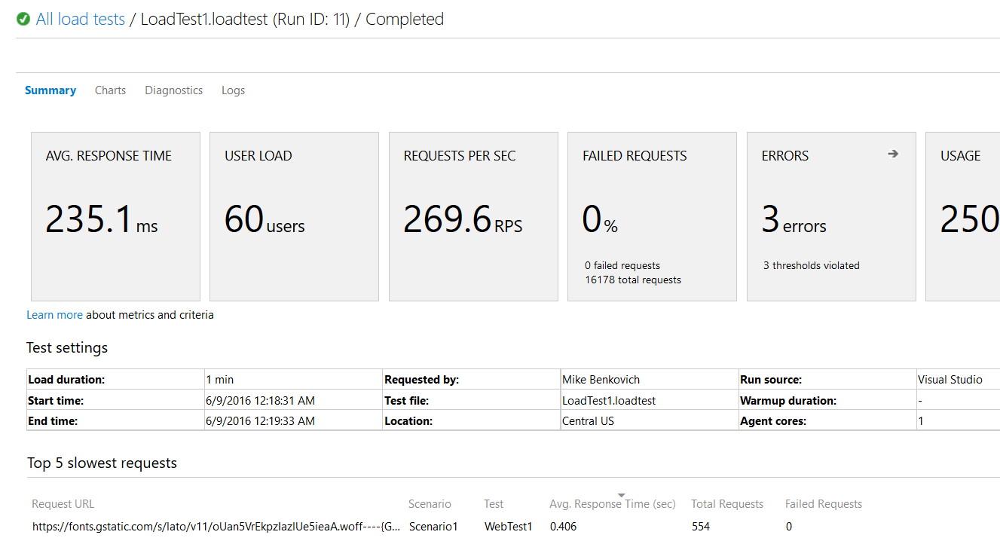 All load tests / LoadTest1.loadtest (Run ID: 11) / Completed
Summary Charts Diagnostics Logs
AVG. RESPONSE TIME USER LOAD REQUESTS PER SEC FAILED REQUESTS ERRORS → USAGE
235.1 ms 60 users 269.6 RPS 0 % 3 errors 250
0 failed requests 3 thresholds violated
16178 total requests
Learn more about metrics and criteria
Test settings
Load duration: 1 min Requested by: Mike Benkovich Run source: Visual Studio
Start time: 6/9/2016 12:18:31 AM Test file: LoadTest1.loadtest Warmup duration: -
End time: 6/9/2016 12:19:33 AM Location: Central US Agent cores: 1
Top 5 slowest requests
Request URL Scenario Test Avg. Response Time (sec) Total Requests Failed Requests
https://fonts.gstatic.com/s/lato/v11/oUan5VrEkpzIazlUe5ieaA.woff----{G... Scenario1 WebTest1 0.406 554 0